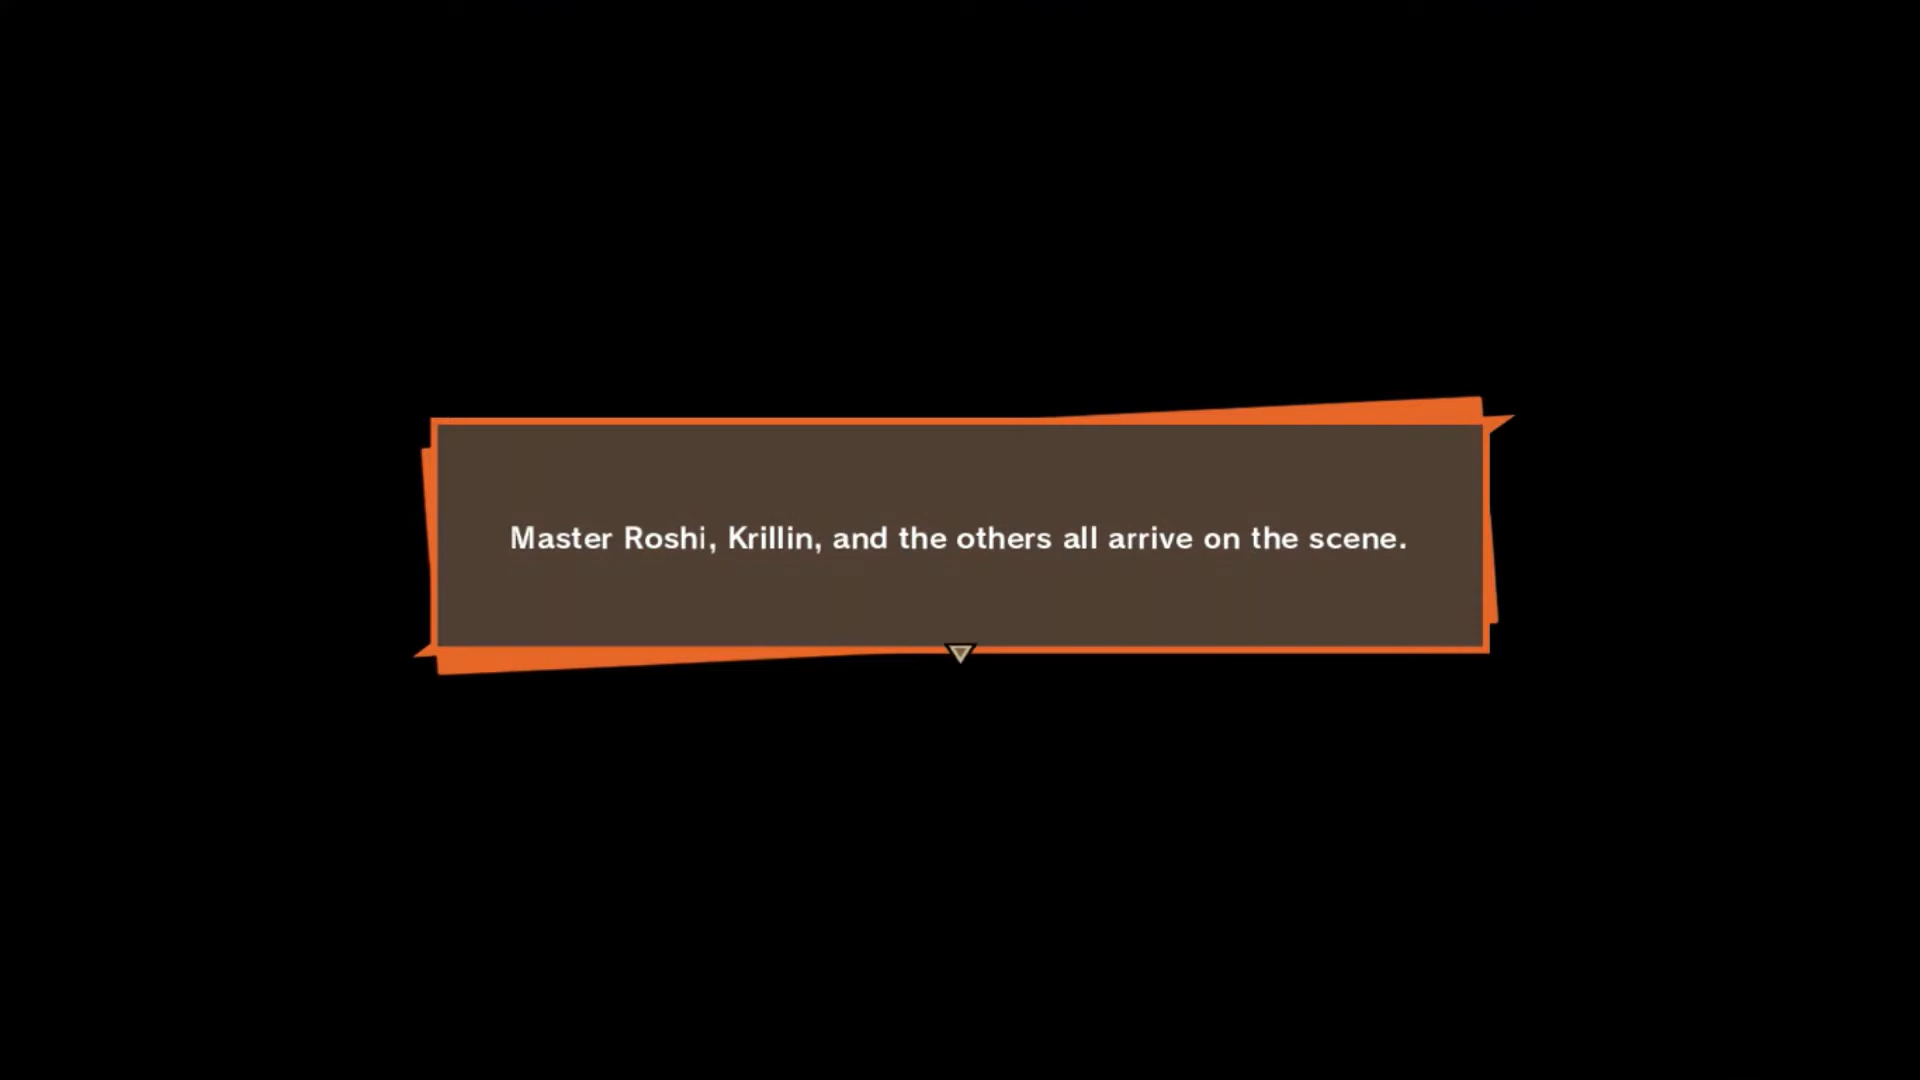 Master Roshi, Krillin, and the others all arrive on the scene.